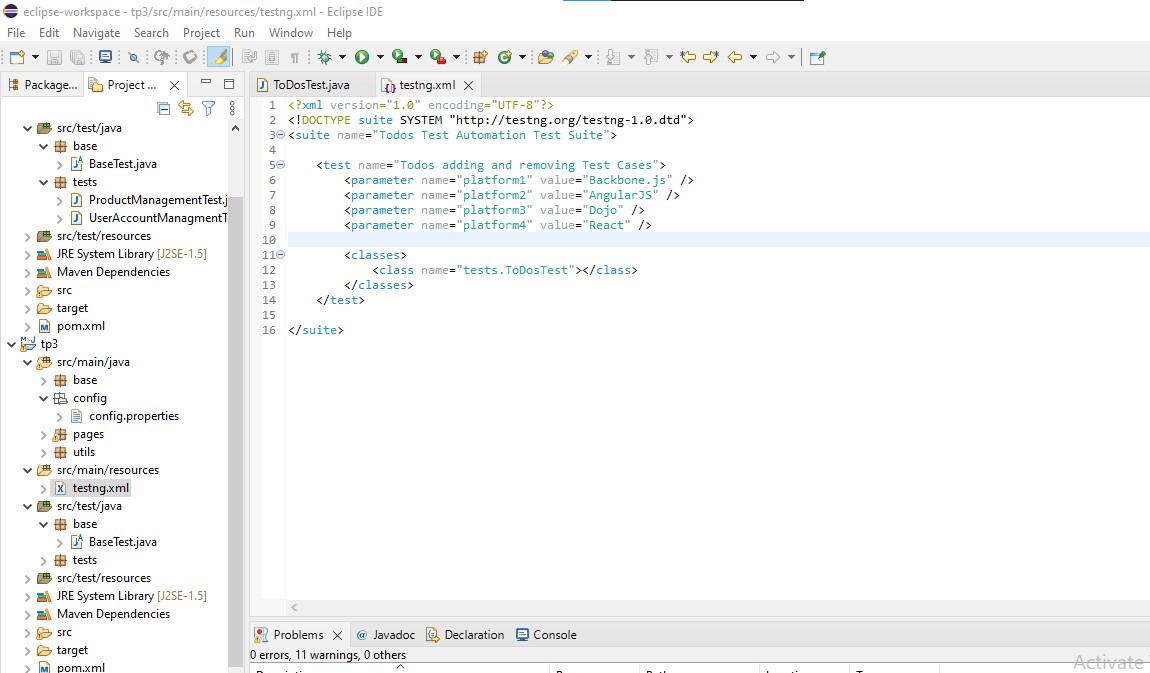 eclipse-workspace - tp3/src/main/resources/testng.xml - Eclipse IDE
File Edit Navigate Search Project Run Window Help
Package... Project ...
src/test/java
base
BaseTest.java
tests
ProductManagementTest.j
UserAccountManagmentT
src/test/resources
JRE System Library [J2SE-1.5]
Maven Dependencies
src
target
pom.xml
tp3
src/main/java
base
config
config.properties
pages
utils
src/main/resources
testng.xml
src/test/java
base
BaseTest.java
tests
src/test/resources
JRE System Library [J2SE-1.5]
Maven Dependencies
src
target
pom.xml
ToDosTest.java testng.xml
1 <?xml version="1.0" encoding="UTF-8"?>
2 <!DOCTYPE suite SYSTEM "http://testng.org/testng-1.0.dtd">
3 <suite name="Todos Test Automation Test Suite">
4
5 <test name="Todos adding and removing Test Cases">
6 <parameter name="platform1" value="Backbone.js" />
7 <parameter name="platform2" value="AngularJS" />
8 <parameter name="platform3" value="Dojo" />
9 <parameter name="platform4" value="React" />
10
11 <classes>
12 <class name="tests.ToDosTest"></class>
13 </classes>
14 </test>
15
16 </suite>
Problems Javadoc Declaration Console
0 errors, 11 warnings, 0 others
Activate